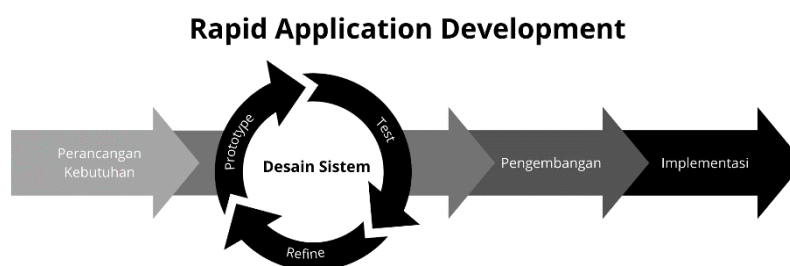 Rapid Application Development
Perancangan
Kebutuhan
Prototype
Test
Refine
Desain Sistem
Pengembangan
Implementasi